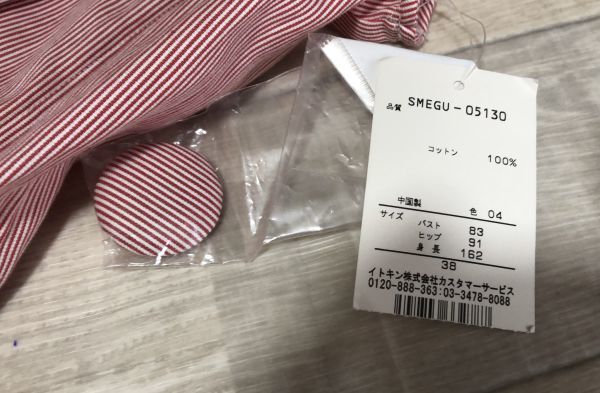 品質 SMEGU-05130
コットン 100%
中国製 色 04
サイズ バスト 83
ヒップ 91
身長 162
38
イトキン株式会社カスタマーサービス
0120-888-363:03-3478-8088